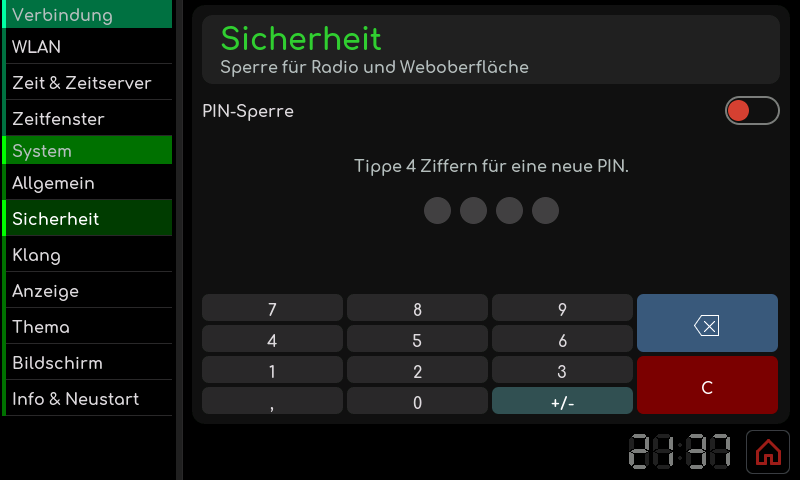 Verbindung
WLAN
Zeit & Zeitserver
Zeitfenster
System
Allgemein
Sicherheit
Klang
Anzeige
Thema
Bildschirm
Info & Neustart
Sicherheit
Sperre für Radio und Weboberfläche
PIN-Sperre
Tippe 4 Ziffern für eine neue PIN.
7 8 9
4 5 6
1 2 3 C
, 0 +/-
21:37